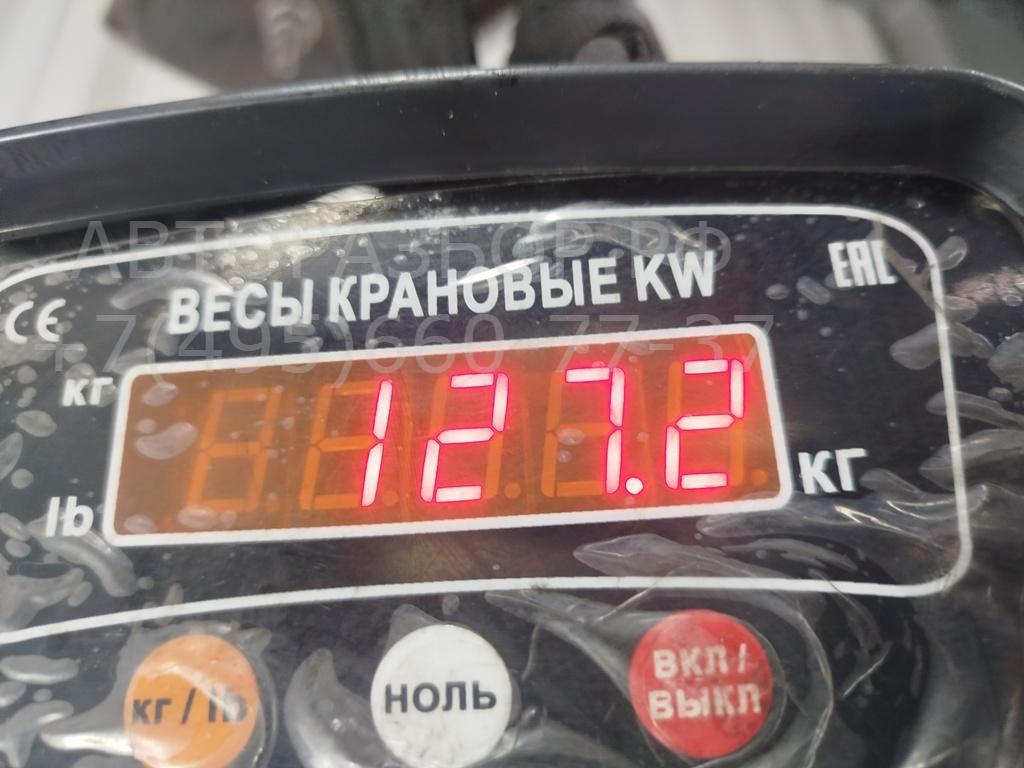 АВТОРАЗБОР.РФ
ВЕСЫ КРАНОВЫЕ KW
EAC
CE
+7(495)660-77-37
кг
127.2
lb
кг
кг / lb
НОЛЬ
ВКЛ /
ВЫКЛ